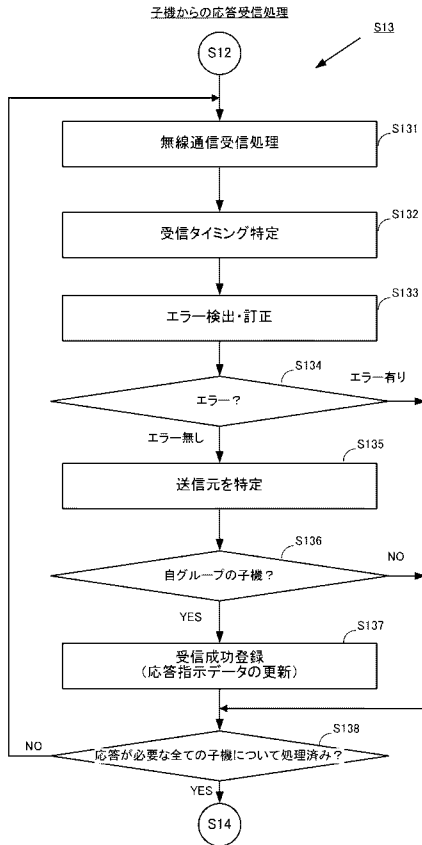 子機からの応答受信処理
S13
S12
S131
無線通信受信処理
S132
受信タイミング特定
S133
エラー検出・訂正
S134
エラー？
エラー有り
エラー無し
S135
送信元を特定
S136
自グループの子機？
NO
YES
S137
受信成功登録
(応答指示データの更新)
S138
NO
応答が必要な全ての子機について処理済み？
YES
S14